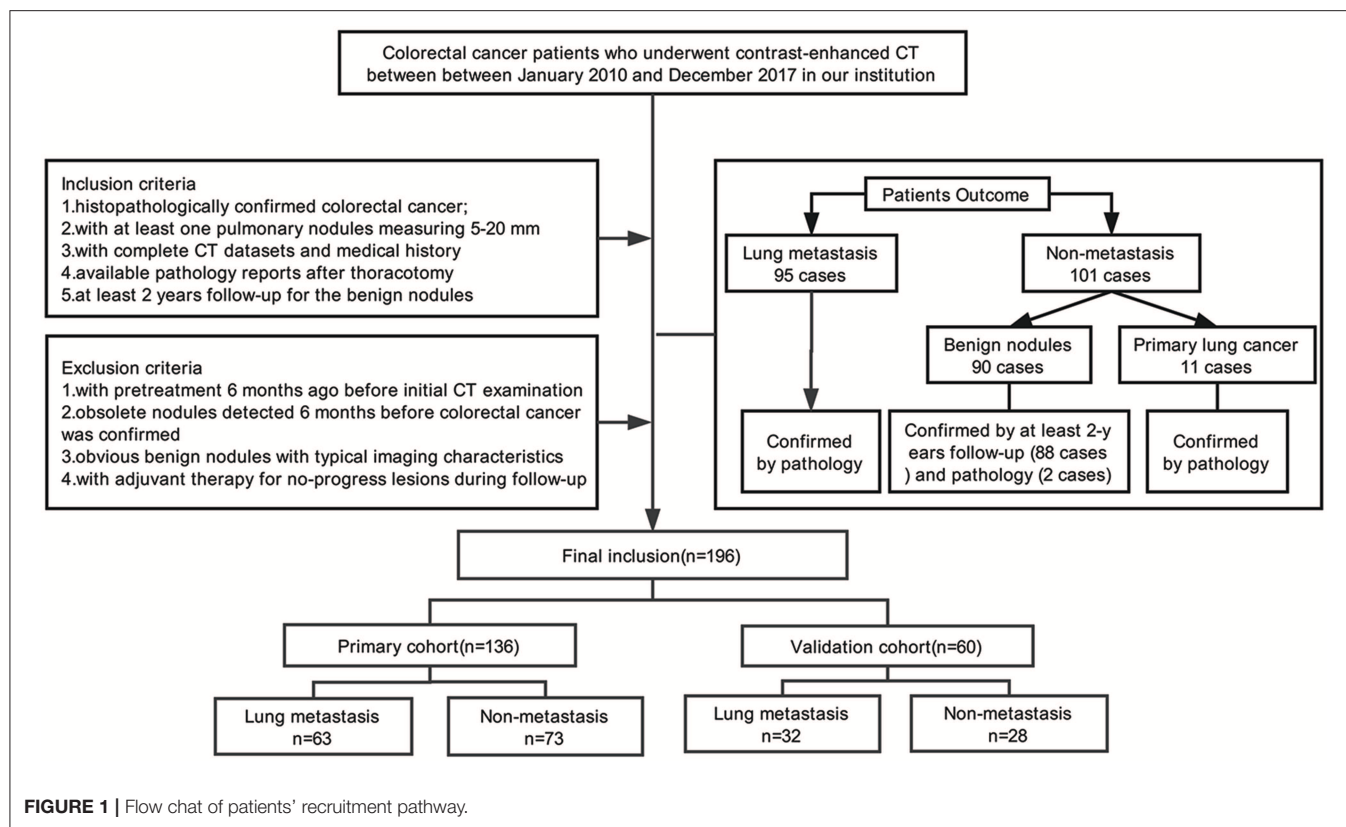 Colorectal cancer patients who underwent contrast-enhanced CT
between between January 2010 and December 2017 in our institution
Inclusion criteria
1.histopathologically confirmed colorectal cancer;
2.with at least one pulmonary nodules measuring 5-20 mm
3.with complete CT datasets and medical history
4.available pathology reports after thoracotomy
5.at least 2 years follow-up for the benign nodules
Exclusion criteria
1.with pretreatment 6 months ago before initial CT examination
2.obsolete nodules detected 6 months before colorectal cancer
was confirmed
3.obvious benign nodules with typical imaging characteristics
4.with adjuvant therapy for no-progress lesions during follow-up
Patients Outcome
Lung metastasis
95 cases
Non-metastasis
101 cases
Benign nodules
90 cases
Primary lung cancer
11 cases
Confirmed
by pathology
Confirmed by at least 2-y
ears follow-up (88 cases
) and pathology (2 cases)
Confirmed
by pathology
Final inclusion(n=196)
Primary cohort(n=136)
Validation cohort(n=60)
Lung metastasis
n=63
Non-metastasis
n=73
Lung metastasis
n=32
Non-metastasis
n=28
FIGURE 1 | Flow chat of patients' recruitment pathway.